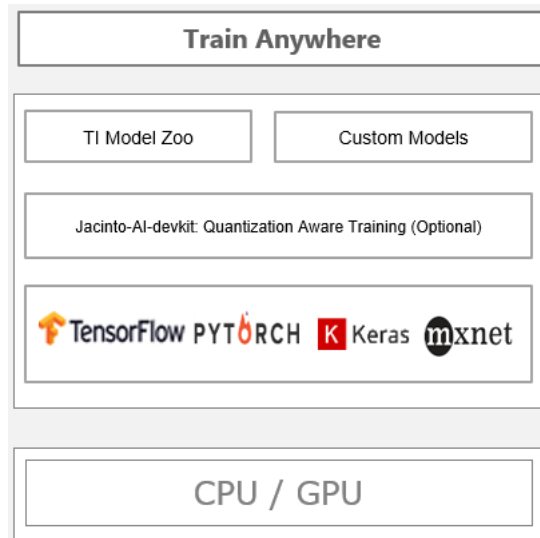 Train Anywhere
TI Model Zoo
Custom Models
Jacinto-AI-devkit: Quantization Aware Training (Optional)
TensorFlow PYTORCH K Keras mxnet
CPU / GPU